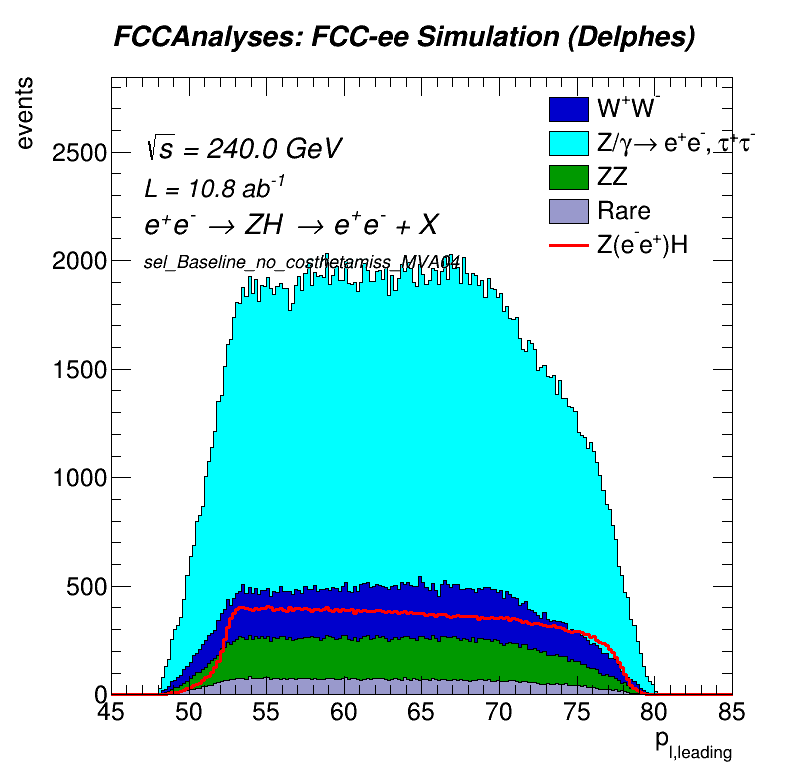 FCCAnalyses: FCC-ee Simulation (Delphes)
events
√s = 240.0 GeV
L = 10.8 ab⁻¹
e⁺e⁻ → ZH → e⁺e⁻ + X
sel_Baseline_no_costhetamiss_MVA04
W⁺W⁻
Z/γ→ e⁺e⁻, τ⁺τ⁻
ZZ
Rare
Z(e⁻e⁺)H
2500
2000
1500
1000
500
0
45 50 55 60 65 70 75 80 85
p_l,leading